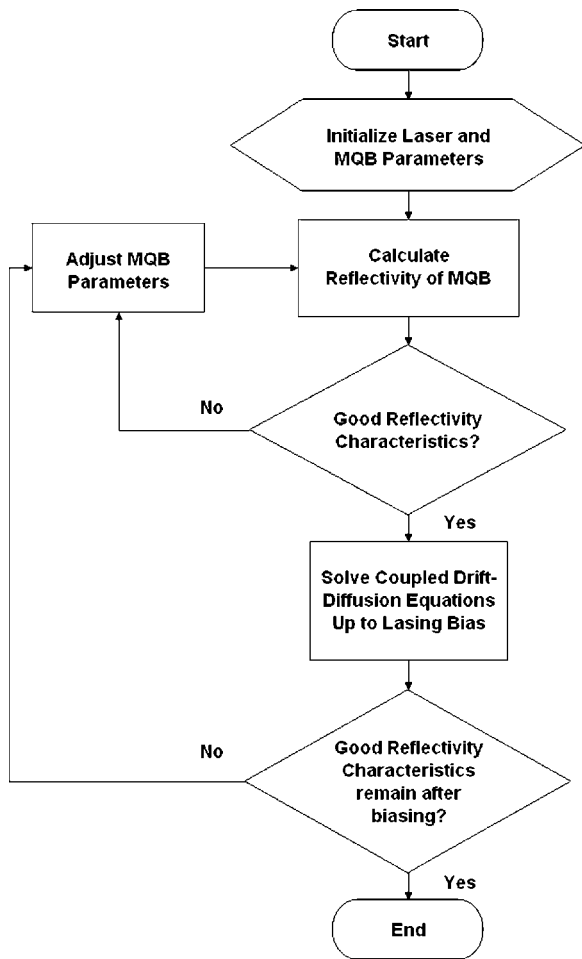 Start
Initialize Laser and
MQB Parameters
Adjust MQB
Parameters
Calculate
Reflectivity of MQB
No
Good Reflectivity
Characteristics?
Yes
Solve Coupled Drift-
Diffusion Equations
Up to Lasing Bias
No
Good Reflectivity
Characteristics
remain after
biasing?
Yes
End